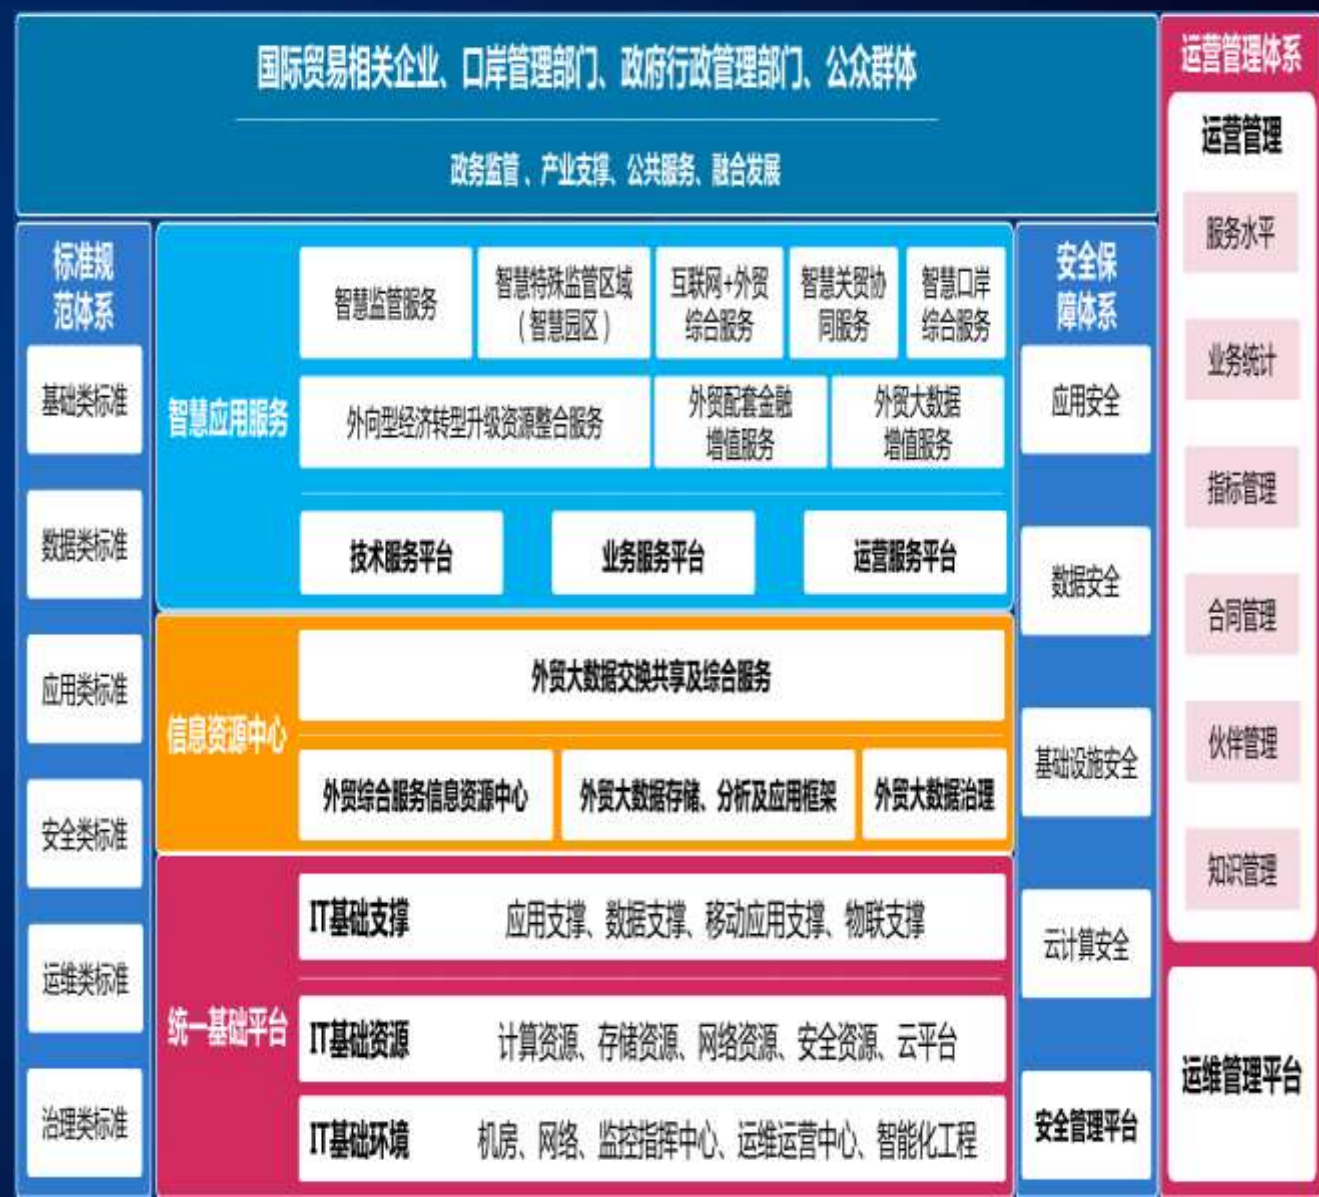 国际贸易相关企业、口岸管理部门、政府行政管理部门、公众群体
政务监管、产业支撑、公共服务、融合发展
标准规
范体系
基础类标准
数据类标准
应用类标准
安全类标准
运维类标准
治理类标准
智慧应用服务
智慧监管服务
智慧特殊监管区域
(智慧园区)
互联网+外贸
综合服务
智慧关贸协
同服务
智慧口岸
综合服务
外向型经济转型升级资源整合服务
外贸配套金融
增值服务
外贸大数据
增值服务
技术服务平台
业务服务平台
运营服务平台
信息资源中心
外贸大数据交换共享及综合服务
外贸综合服务信息资源中心
外贸大数据存储、分析及应用框架
外贸大数据治理
统一基础平台
IT基础支撑 应用支撑、数据支撑、移动应用支撑、物联支撑
IT基础资源 计算资源、存储资源、网络资源、安全资源、云平台
IT基础环境 机房、网络、监控指挥中心、运维运营中心、智能化工程
安全保
障体系
应用安全
数据安全
基础设施安全
云计算安全
安全管理平台
运营管理体系
运营管理
服务水平
业务统计
指标管理
合同管理
伙伴管理
知识管理
运维管理平台